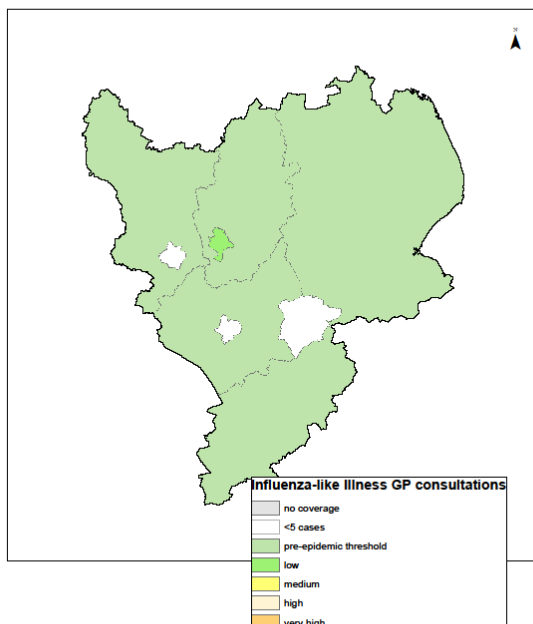 Influenza-like Illness GP consultations
no coverage
<5 cases
pre-epidemic threshold
low
medium
high
very high